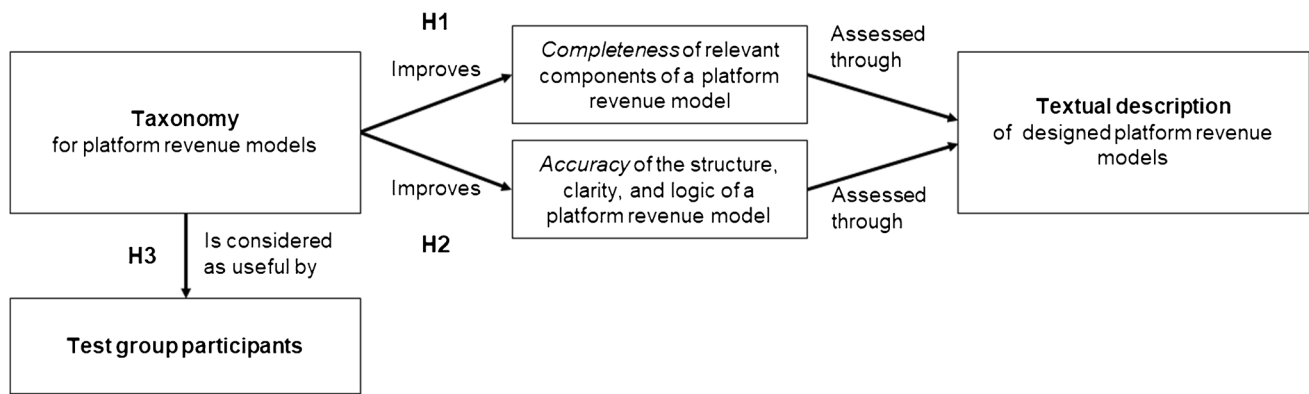 H1
Improves
Completeness of relevant
components of a platform
revenue model
Assessed
through
Taxonomy
for platform revenue models
Textual description
of designed platform revenue
models
Improves
H2
Accuracy of the structure,
clarity, and logic of a
platform revenue model
Assessed
through
H3
Is considered
as useful by
Test group participants